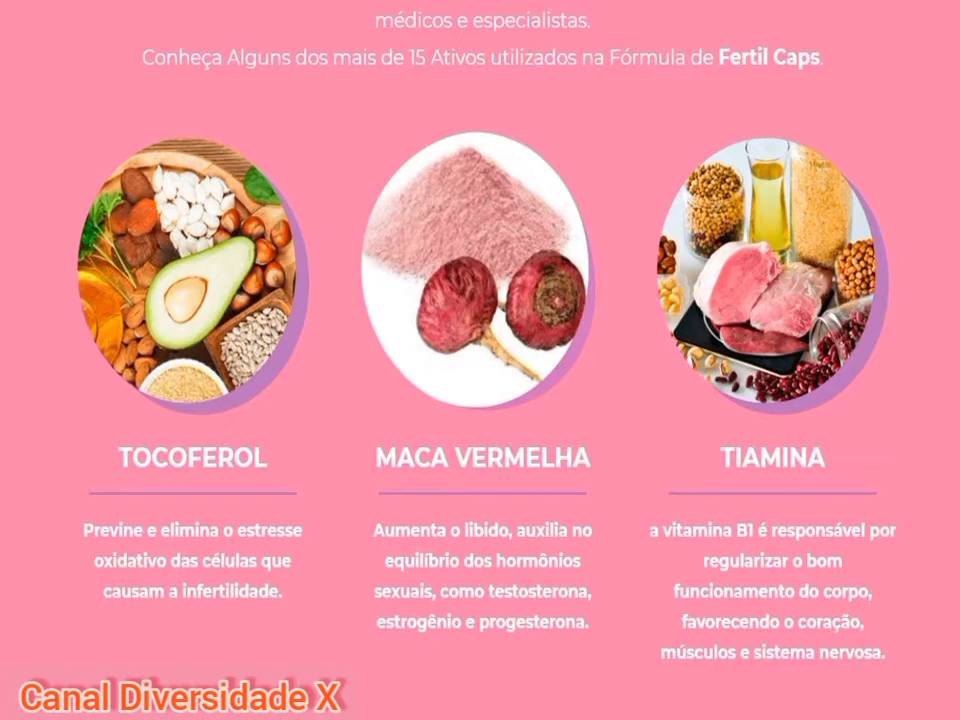 médicos e especialistas.
Conheça Alguns dos mais de 15 Ativos utilizados na Fórmula de Fertil Caps.
TOCOFEROL
Previne e elimina o estresse
oxidativo das células que
causam a infertilidade.
MACA VERMELHA
Aumenta o libido, auxilia no
equilíbrio dos hormônios
sexuais, como testosterona,
estrogênio e progesterona.
TIAMINA
a vitamina B1 é responsável por
regularizar o bom
funcionamento do corpo,
favorecendo o coração,
músculos e sistema nervosa.
Canal Diversidade X